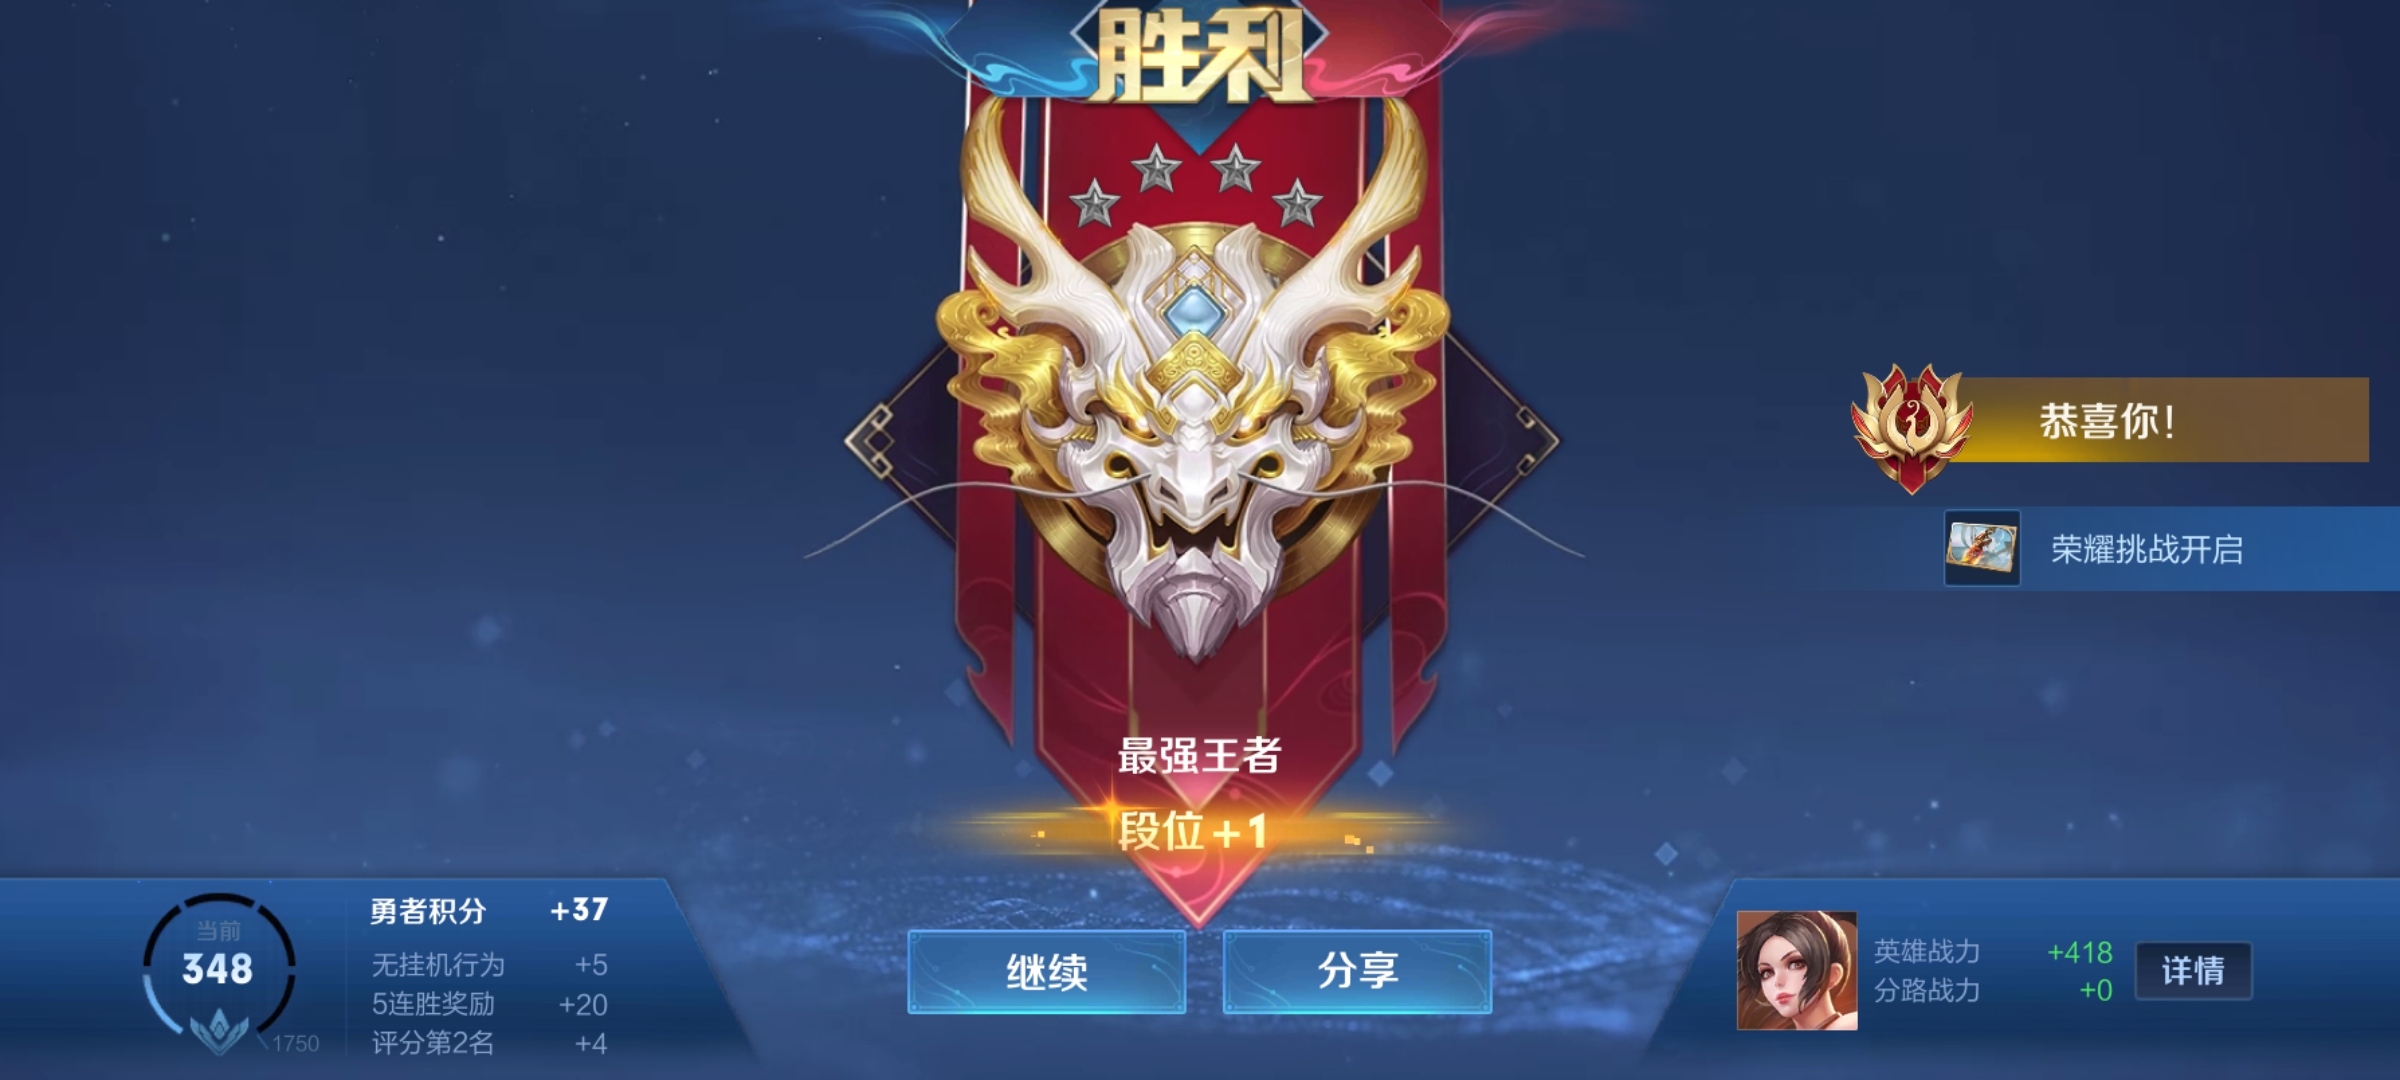 胜利
恭喜你！
荣耀挑战开启
最强王者
段位+1
当前
348
1750
勇者积分 +37
无挂机行为 +5
5连胜奖励 +20
评分第2名 +4
继续
分享
英雄战力 +418
分路战力 +0
详情